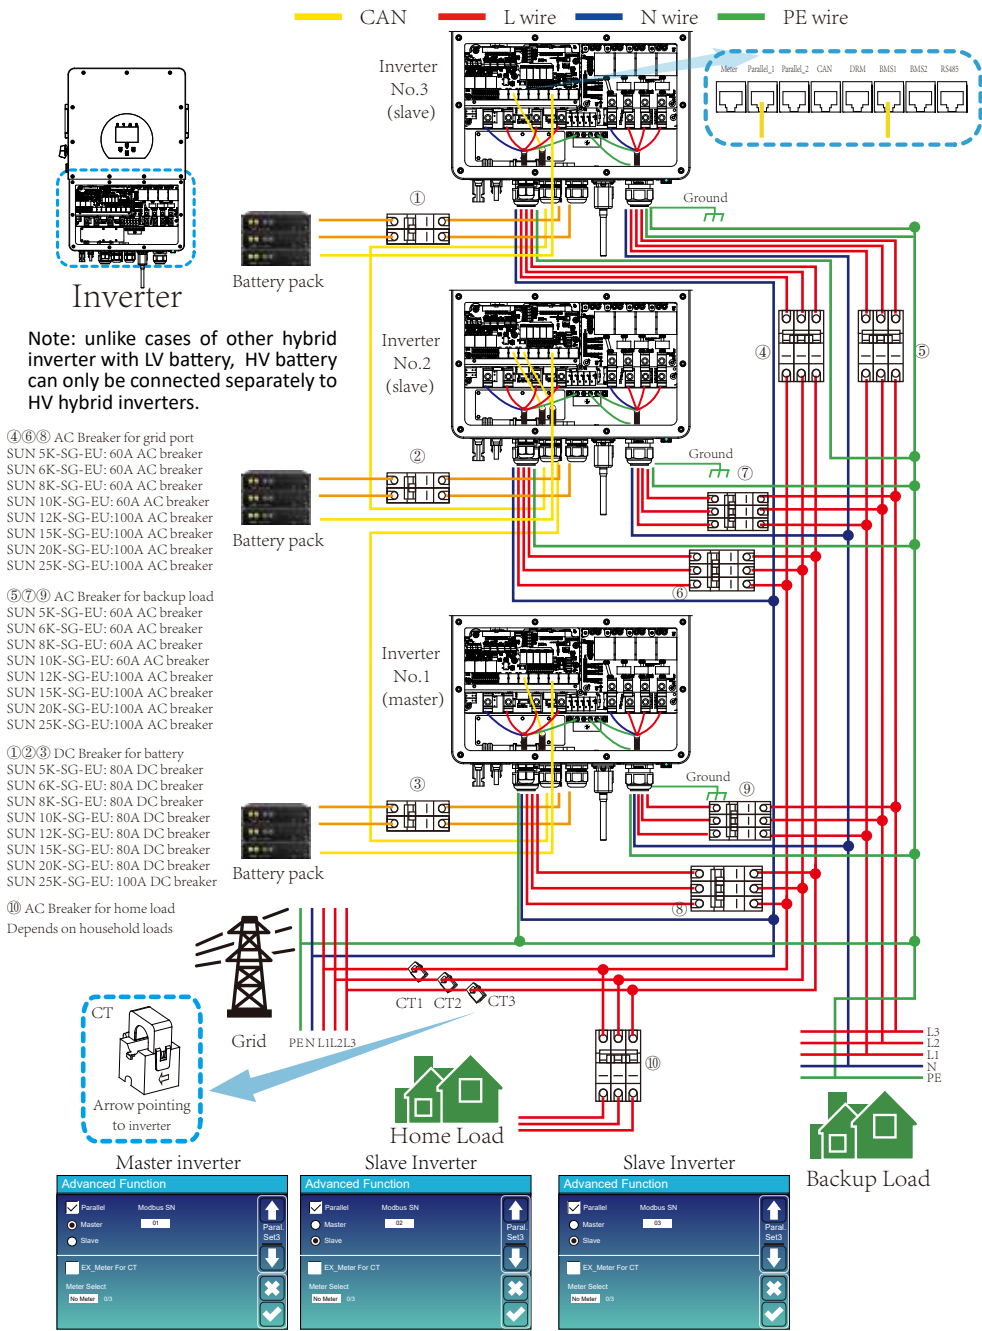 CAN L wire N wire PE wire
Inverter
No.3
(slave)
Meter Parallel_1 Parallel_2 CAN DRM BMS1 BMS2 RS485
①
Ground
Battery pack
Inverter
Note: unlike cases of other hybrid
inverter with LV battery, HV battery
can only be connected separately to
HV hybrid inverters.
Inverter
No.2
(slave)
④
⑤
④⑥⑧ AC Breaker for grid port
SUN 5K-SG-EU: 60A AC breaker
SUN 6K-SG-EU: 60A AC breaker
SUN 8K-SG-EU: 60A AC breaker
SUN 10K-SG-EU: 60A AC breaker
SUN 12K-SG-EU:100A AC breaker
SUN 15K-SG-EU:100A AC breaker
SUN 20K-SG-EU:100A AC breaker
SUN 25K-SG-EU:100A AC breaker
②
Ground
⑦
Battery pack
⑥
⑤⑦⑨ AC Breaker for backup load
SUN 5K-SG-EU: 60A AC breaker
SUN 6K-SG-EU: 60A AC breaker
SUN 8K-SG-EU: 60A AC breaker
SUN 10K-SG-EU: 60A AC breaker
SUN 12K-SG-EU:100A AC breaker
SUN 15K-SG-EU:100A AC breaker
SUN 20K-SG-EU:100A AC breaker
SUN 25K-SG-EU:100A AC breaker
Inverter
No.1
(master)
①②③ DC Breaker for battery
SUN 5K-SG-EU: 80A DC breaker
SUN 6K-SG-EU: 80A DC breaker
SUN 8K-SG-EU: 80A DC breaker
SUN 10K-SG-EU: 80A DC breaker
SUN 12K-SG-EU: 80A DC breaker
SUN 15K-SG-EU: 80A DC breaker
SUN 20K-SG-EU: 80A DC breaker
SUN 25K-SG-EU: 100A DC breaker
③
Ground
⑨
Battery pack
⑧
⑩ AC Breaker for home load
Depends on household loads
CT1 CT2 CT3
CT
Arrow pointing
to inverter
Grid
PE N L1 L2 L3
⑩
L3
L2
L1
N
PE
Home Load
Backup Load
Master inverter
Advanced Function
Parallel Modbus SN
Master 01
Slave
Paral.
Set3
EX_Meter For CT
Meter Select
No Meter 0/3
Slave Inverter
Advanced Function
Parallel Modbus SN
Master 02
Slave
Paral.
Set3
EX_Meter For CT
Meter Select
No Meter 0/3
Slave Inverter
Advanced Function
Parallel Modbus SN
Master 03
Slave
Paral.
Set3
EX_Meter For CT
Meter Select
No Meter 0/3